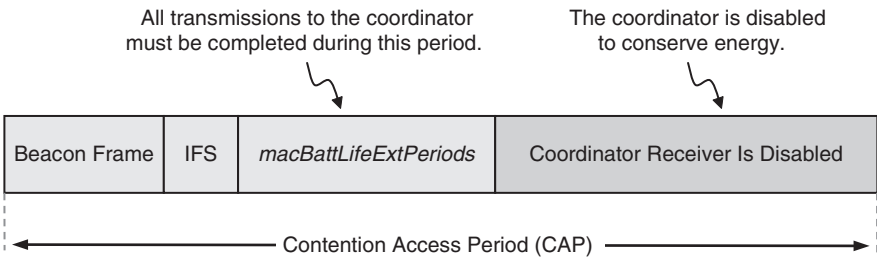 All transmissions to the coordinator
must be completed during this period.
The coordinator is disabled
to conserve energy.
Beacon Frame
IFS
macBattLifeExtPeriods
Coordinator Receiver Is Disabled
Contention Access Period (CAP)